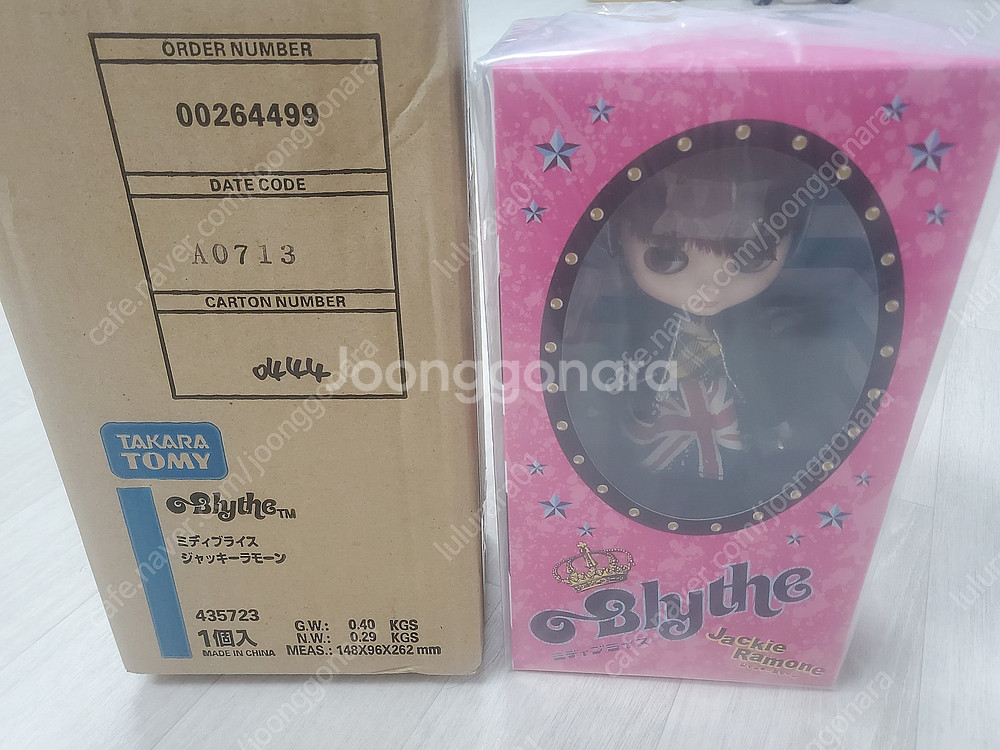 ORDER NUMBER
00264499
DATE CODE
A0713
CARTON NUMBER
0444
TAKARA
TOMY
Blythe TM
ミディブライス
ジャッキーラモーン
435723
1個入
MADE IN CHINA
G.W.: 0.40 KGS
N.W.: 0.29 KGS
MEAS.: 148X96X262 mm
Blythe
ミディブライス
Jackie
Ramone
Joonggonara
cafe.naver.com/joonggonara
lululara01